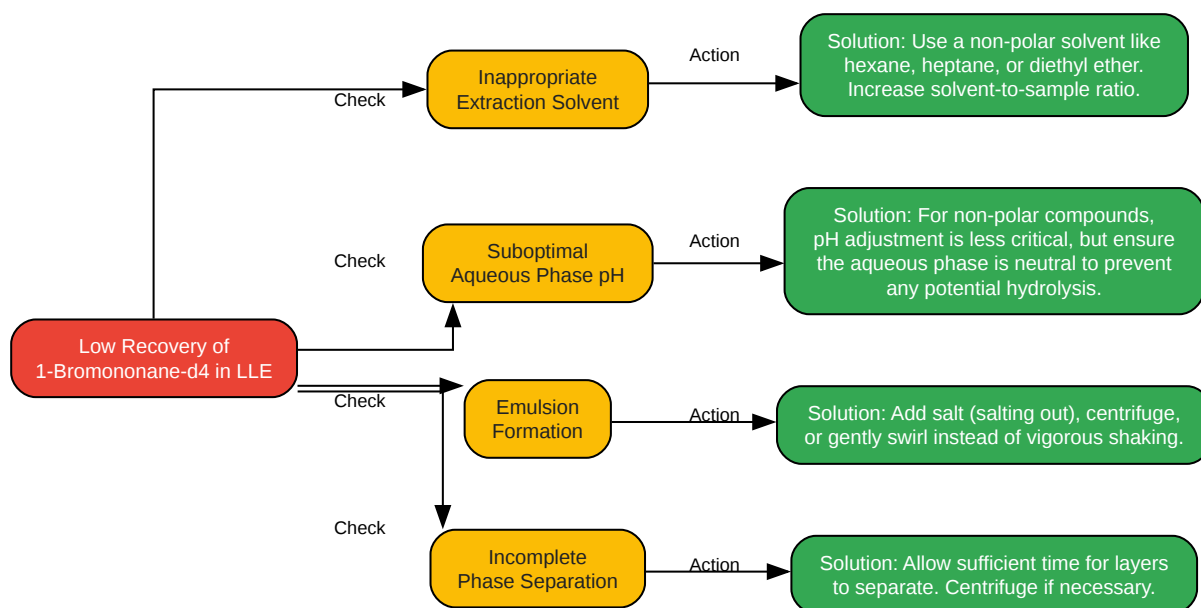 Low Recovery of
1-Bromononane-d4 in LLE
Check
Inappropriate
Extraction Solvent
Action
Solution: Use a non-polar solvent like
hexane, heptane, or diethyl ether.
Increase solvent-to-sample ratio.
Check
Suboptimal
Aqueous Phase pH
Action
Solution: For non-polar compounds,
pH adjustment is less critical, but ensure
the aqueous phase is neutral to prevent
any potential hydrolysis.
Check
Emulsion
Formation
Action
Solution: Add salt (salting out), centrifuge,
or gently swirl instead of vigorous shaking.
Check
Incomplete
Phase Separation
Action
Solution: Allow sufficient time for layers
to separate. Centrifuge if necessary.